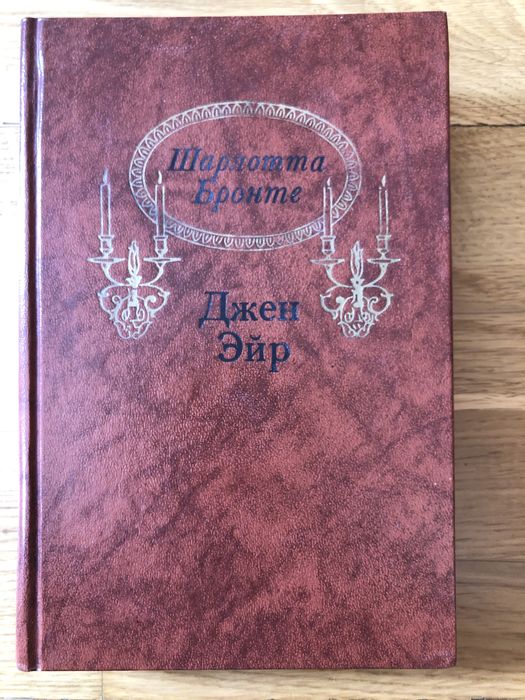 Шарлотта
Бронте
Джен
Эйр